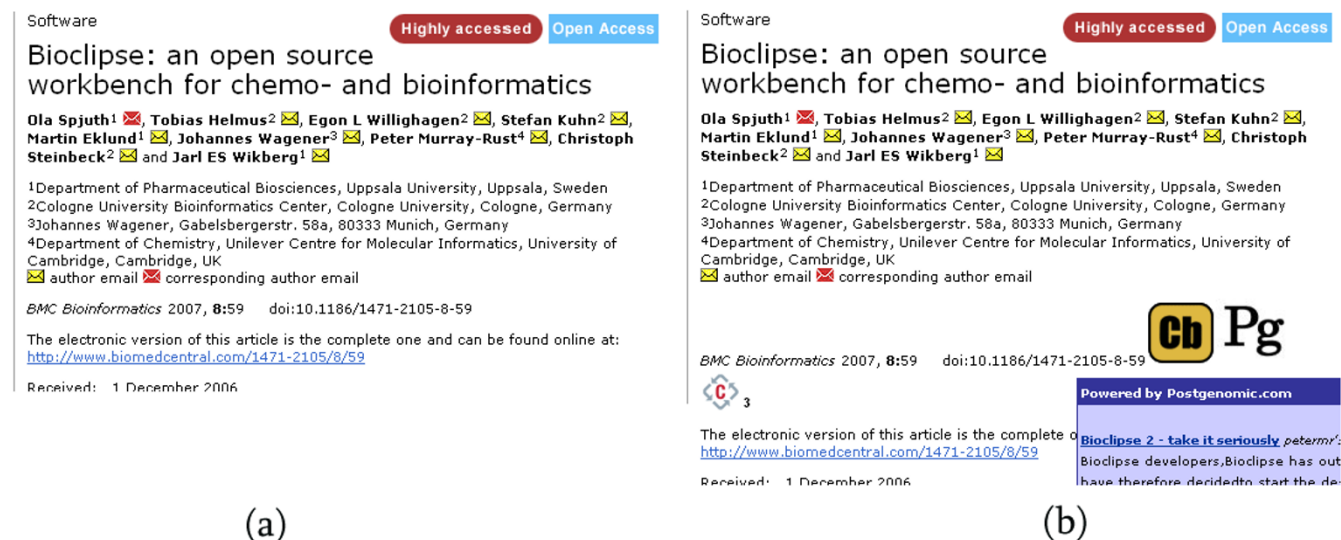 Software
Highly accessed
Open Access
Bioclipse: an open source
workbench for chemo- and bioinformatics
Ola Spjuth1, Tobias Helmus2, Egon L Willighagen2, Stefan Kuhn2,
Martin Eklund1, Johannes Wagener3, Peter Murray-Rust4, Christoph
Steinbeck2 and Jarl ES Wikberg1
1Department of Pharmaceutical Biosciences, Uppsala University, Uppsala, Sweden
2Cologne University Bioinformatics Center, Cologne University, Cologne, Germany
3Johannes Wagener, Gabelsbergerstr. 58a, 80333 Munich, Germany
4Department of Chemistry, Unilever Centre for Molecular Informatics, University of
Cambridge, Cambridge, UK
author email corresponding author email
BMC Bioinformatics 2007, 8:59 doi:10.1186/1471-2105-8-59
The electronic version of this article is the complete one and can be found online at:
http://www.biomedcentral.com/1471-2105/8/59
Received: 1 December 2006
(a)
Software
Highly accessed
Open Access
Bioclipse: an open source
workbench for chemo- and bioinformatics
Ola Spjuth1, Tobias Helmus2, Egon L Willighagen2, Stefan Kuhn2,
Martin Eklund1, Johannes Wagener3, Peter Murray-Rust4, Christoph
Steinbeck2 and Jarl ES Wikberg1
1Department of Pharmaceutical Biosciences, Uppsala University, Uppsala, Sweden
2Cologne University Bioinformatics Center, Cologne University, Cologne, Germany
3Johannes Wagener, Gabelsbergerstr. 58a, 80333 Munich, Germany
4Department of Chemistry, Unilever Centre for Molecular Informatics, University of
Cambridge, Cambridge, UK
author email corresponding author email
BMC Bioinformatics 2007, 8:59 doi:10.1186/1471-2105-8-59 Cb Pg
C 3
The electronic version of this article is the complete o
http://www.biomedcentral.com/1471-2105/8/59
Received: 1 December 2006
Powered by Postgenomic.com
Bioclipse 2 - take it seriously petermr's
Bioclipse developers,Bioclipse has out
have therefore decidedto start the de
(b)